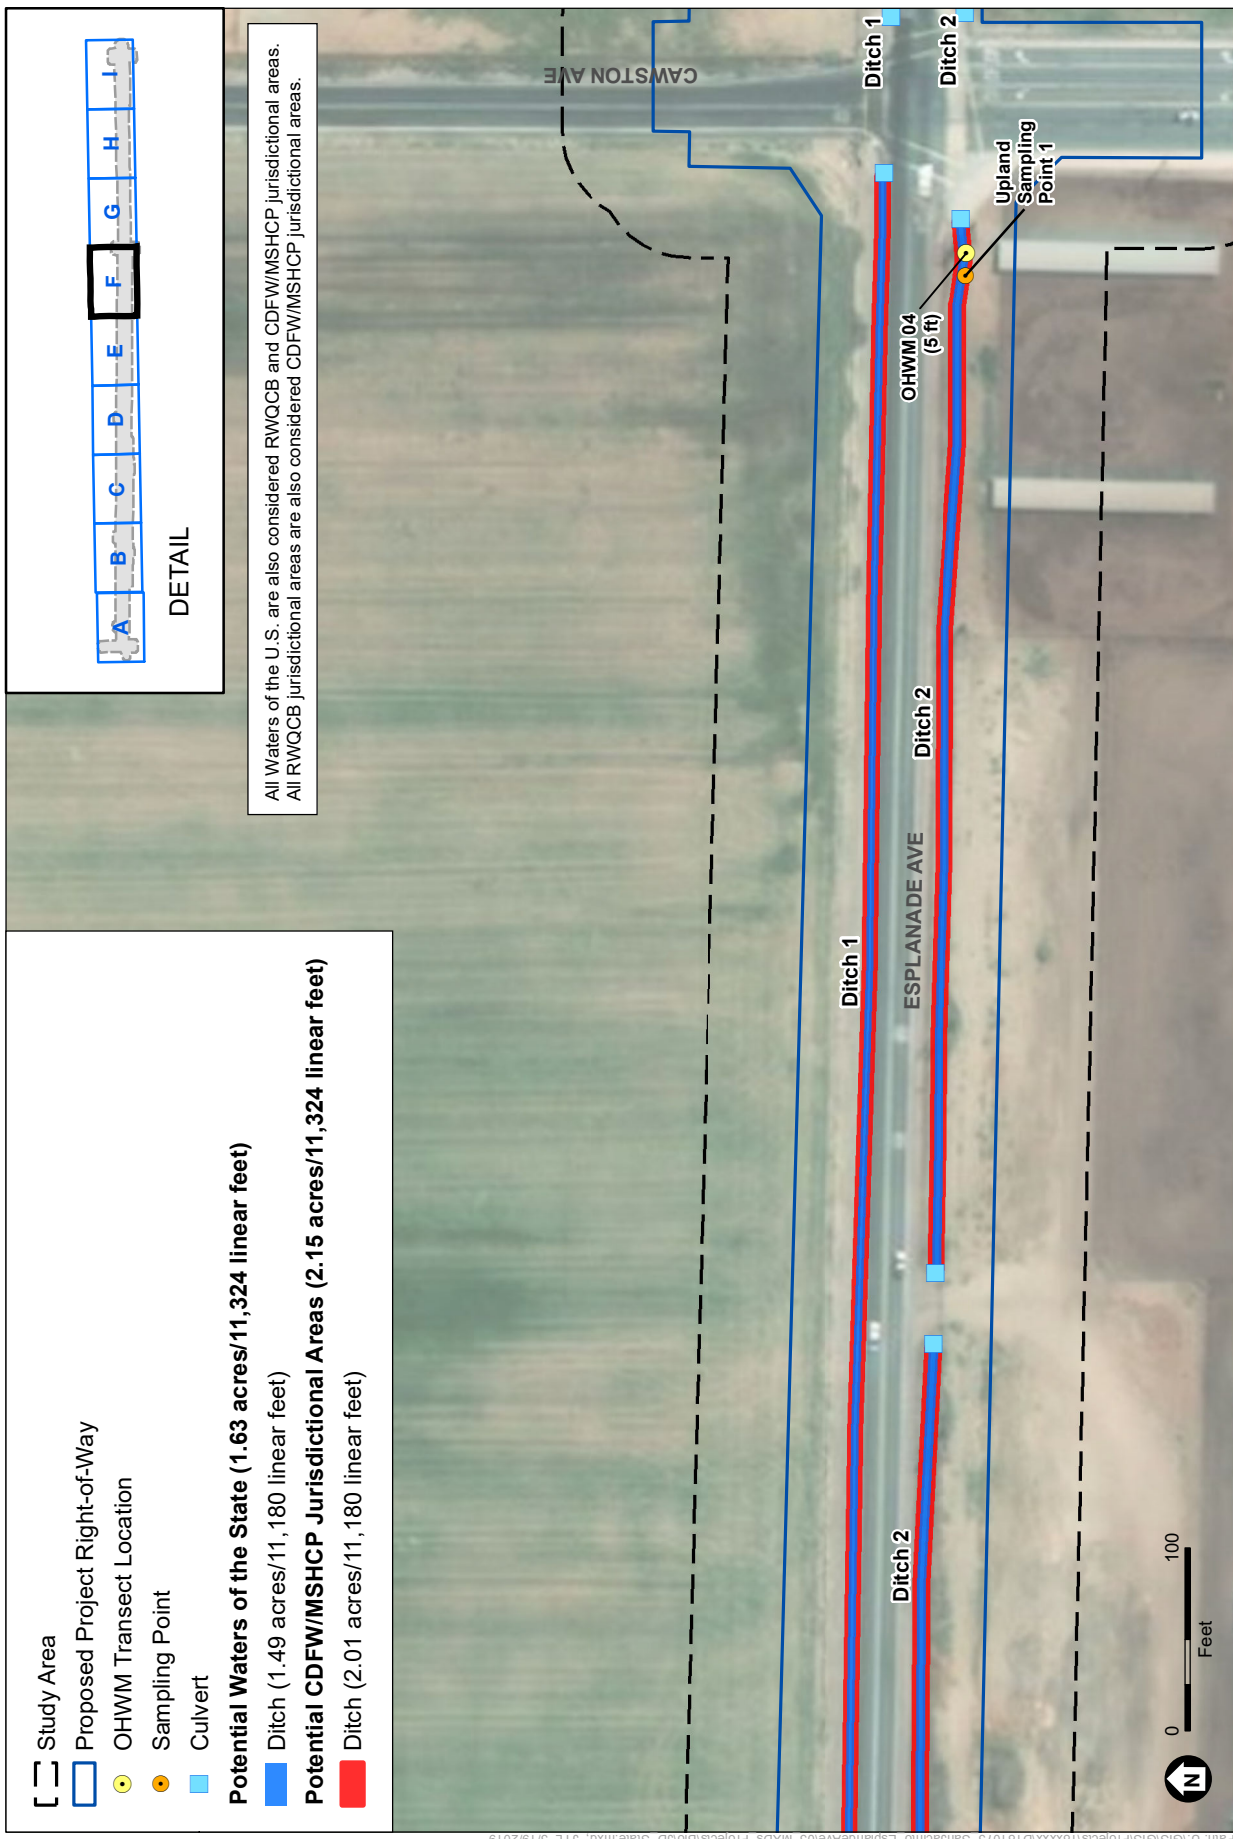 Study Area
Proposed Project Right-of-Way
OHWM Transect Location
Sampling Point
Culvert
Potential Waters of the State (1.63 acres/11,324 linear feet)
Ditch (1.49 acres/11,180 linear feet)
Potential CDFW/MSHCP Jurisdictional Areas (2.15 acres/11,324 linear feet)
Ditch (2.01 acres/11,180 linear feet)
A
B
C
D
E
F
G
H
I
DETAIL
All Waters of the U.S. are also considered RWQCB and CDFW/MSHCP jurisdictional areas.
All RWQCB jurisdictional areas are also considered CDFW/MSHCP jurisdictional areas.
CAWSTON AVE
Ditch 1
Ditch 2
Ditch 1
ESPLANADE AVE
Ditch 2
OHWM 04
(5 ft)
Upland
Sampling
Point 1
Ditch 2
N
0
100
Feet